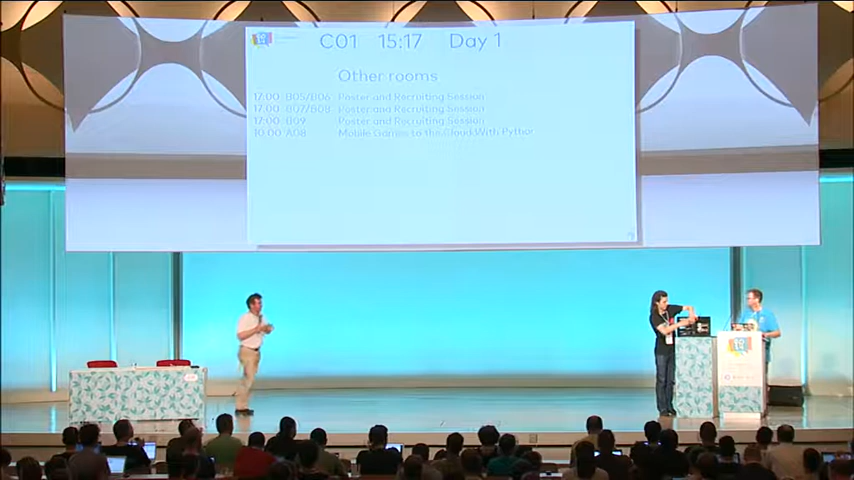 C01 15:17 Day 1
Other rooms
17:00 B05/B06 Poster and Recruiting Session
17:00 B07/B08 Poster and Recruiting Session
17:00 B09 Poster and Recruiting Session
10:00 A08 Mobile Games to the Cloud With Python